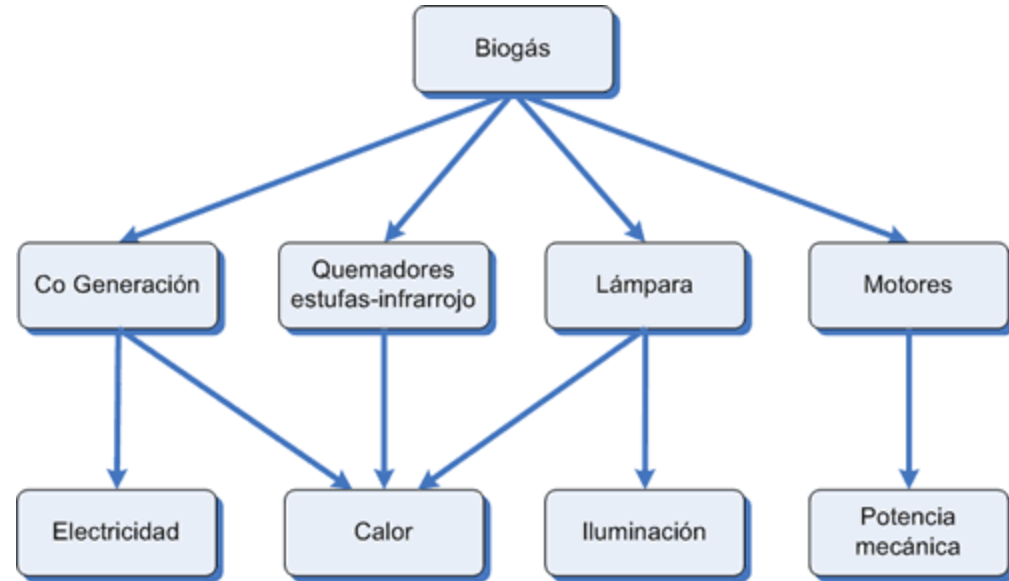 Biogás
Co Generación
Quemadores
estufas-infrarrojo
Lámpara
Motores
Electricidad
Calor
Iluminación
Potencia
mecánica